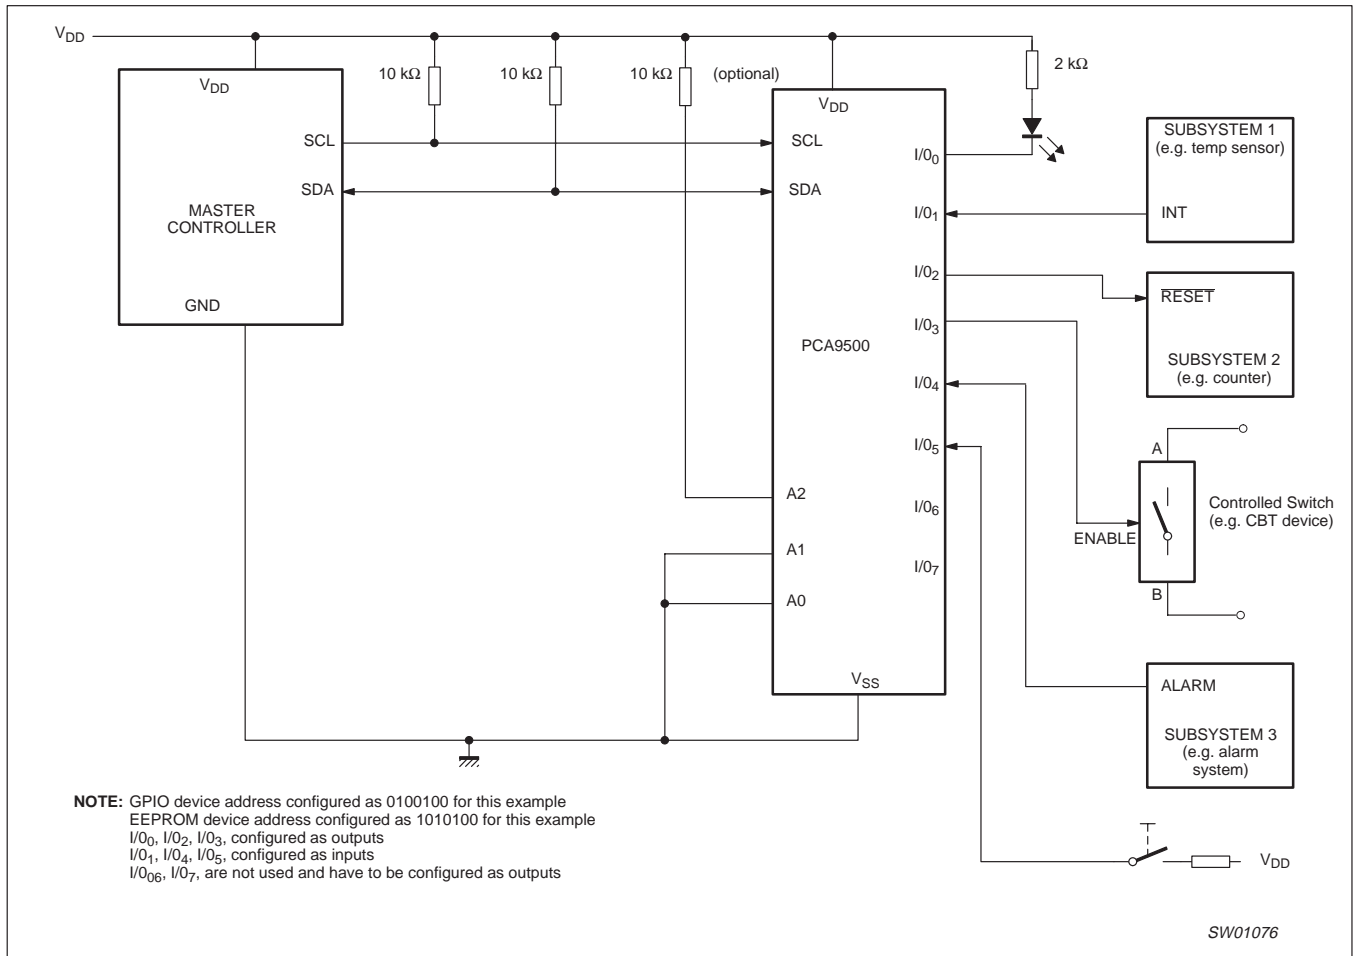 VDD
10 kΩ
10 kΩ
10 kΩ
(optional)
2 kΩ
VDD
SCL
SDA
MASTER
CONTROLLER
GND
VDD
SCL
SDA
PCA9500
A2
A1
A0
VSS
I/00
I/01
I/02
I/03
I/04
I/05
I/06
I/07
SUBSYSTEM 1
(e.g. temp sensor)
INT
RESET
SUBSYSTEM 2
(e.g. counter)
A
Controlled Switch
(e.g. CBT device)
ENABLE
B
ALARM
SUBSYSTEM 3
(e.g. alarm
system)
VDD
NOTE: GPIO device address configured as 0100100 for this example
EEPROM device address configured as 1010100 for this example
I/00, I/02, I/03, configured as outputs
I/01, I/04, I/05, configured as inputs
I/006, I/07, are not used and have to be configured as outputs
SW01076